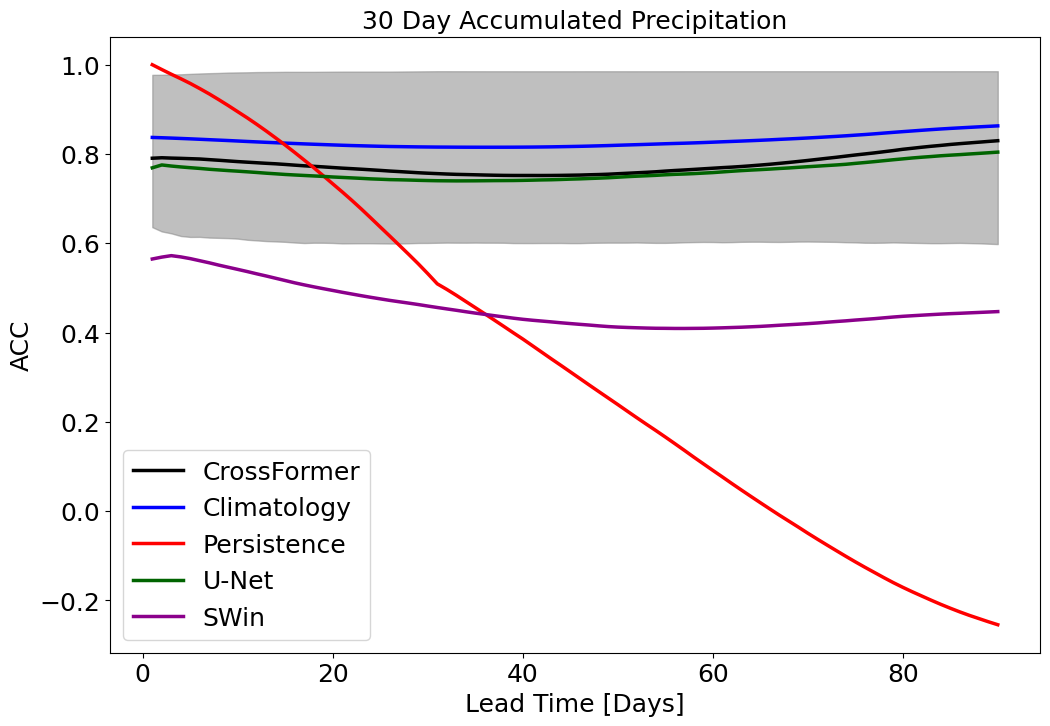 30 Day Accumulated Precipitation
ACC
1.0
0.8
0.6
0.4
0.2
0.0
−0.2
CrossFormer
Climatology
Persistence
U-Net
SWin
0 20 40 60 80
Lead Time [Days]